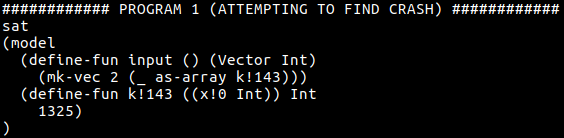 ############ PROGRAM 1 (ATTEMPTING TO FIND CRASH) ############
sat
(model
  (define-fun input () (Vector Int)
    (mk-vec 2 (_ as-array k!143)))
  (define-fun k!143 ((x!0 Int)) Int
    1325)
)